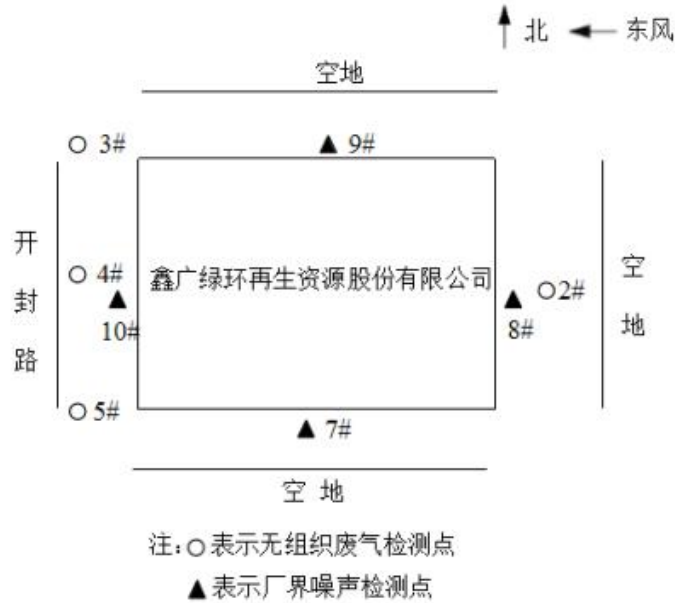 北 东风
空地
3# 9#
开封路
4# 鑫广绿环再生资源股份有限公司 2#
空地
10# 8#
5# 7#
空 地
注:○表示无组织废气检测点
▲表示厂界噪声检测点